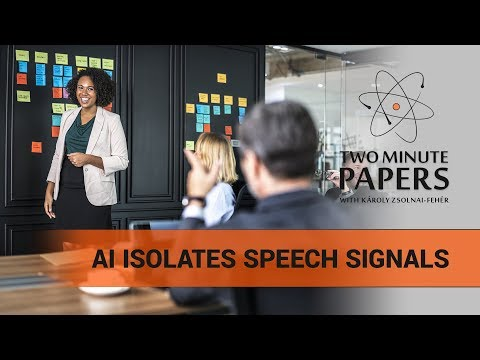 TWO MINUTE
PAPERS
WITH KÁROLY ZSOLNAI-FEHÉR
AI ISOLATES SPEECH SIGNALS